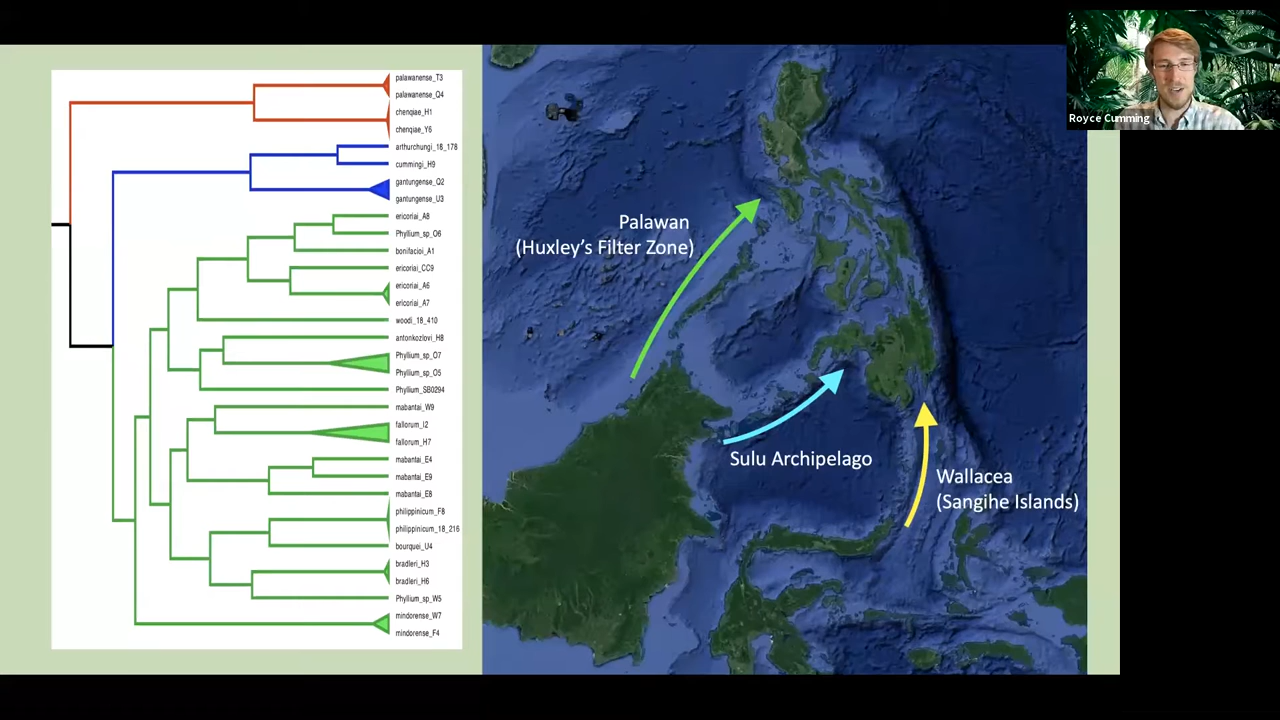 palawanense_T3
palawanense_Q4
chenqiae_H1
chenqiae_Y6
arthurchungi_18_178
cummingi_H9
gantungense_Q2
gantungense_U3
ericoriai_A8
Phyllium_sp_O6
bonifacioi_A1
ericoriai_CC9
ericoriai_A6
ericoriai_A7
woodi_18_410
antonkozlovi_H8
Phyllium_sp_O7
Phyllium_sp_O5
Phyllium_SB0294
mabantai_W9
fallorum_I2
fallorum_H7
mabantai_E4
mabantai_E9
mabantai_E8
philippinicum_F8
philippinicum_18_216
bourquei_U4
bradleri_H3
bradleri_H6
Phyllium_sp_W5
mindorense_W7
mindorense_F4
Palawan
(Huxley's Filter Zone)
Sulu Archipelago
Wallacea
(Sangihe Islands)
Royce Cumming